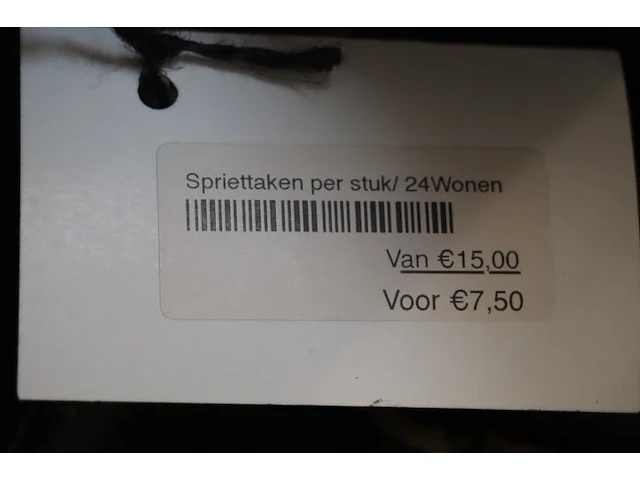 Spriettaken per stuk/ 24Wonen
Van €15,00
Voor €7,50